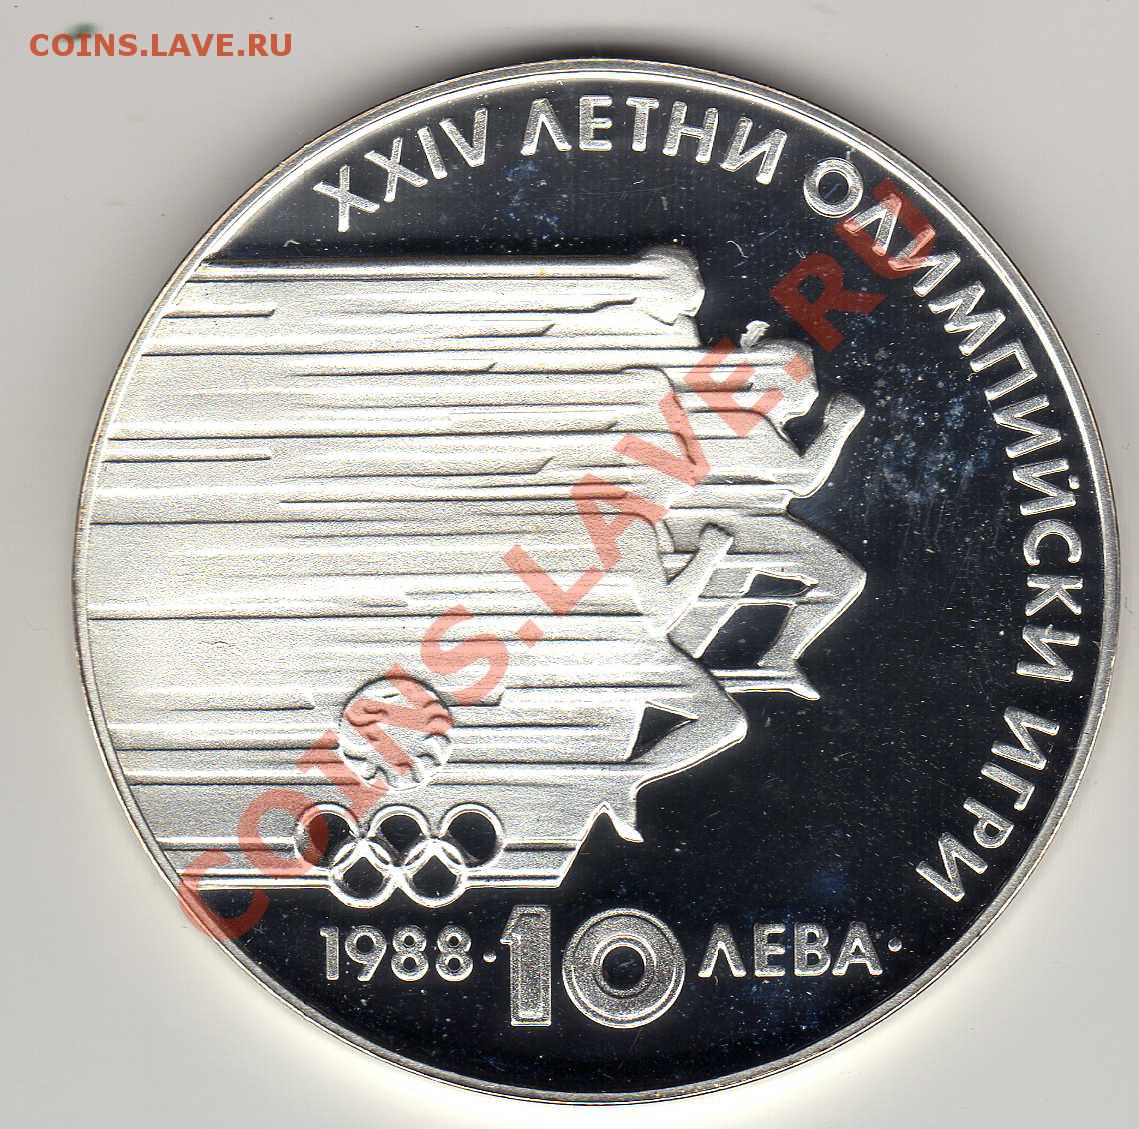 COINS.LAVE.RU
XXIV ЛЕТНИ ОЛИМПИЙСКИ ИГРИ
COINS.LAVE.RU
1988·10 ЛЕВА·